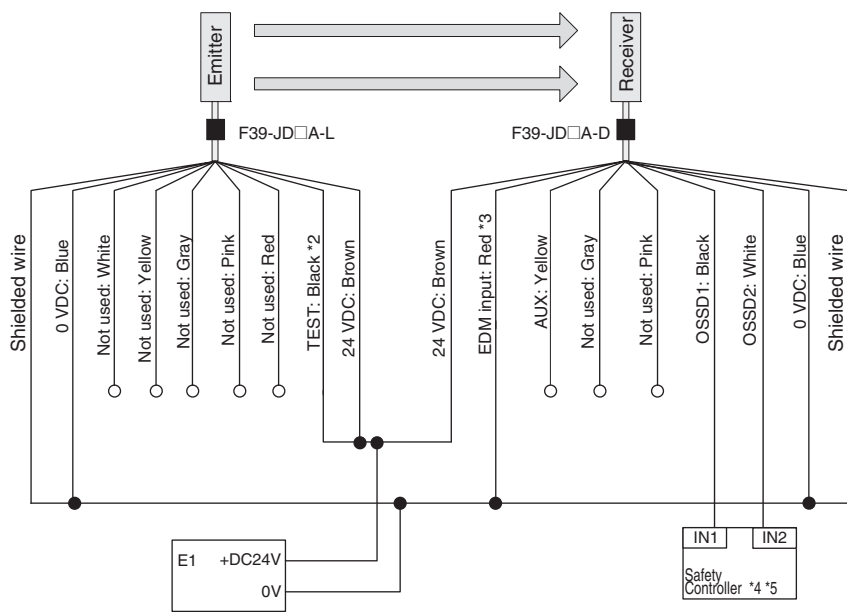 Emitter
Receiver
F39-JD□A-L
F39-JD□A-D
Shielded wire
0 VDC: Blue
Not used: White
Not used: Yellow
Not used: Gray
Not used: Pink
Not used: Red
TEST: Black *2
24 VDC: Brown
24 VDC: Brown
EDM input: Red *3
AUX: Yellow
Not used: Gray
Not used: Pink
OSSD1: Black
OSSD2: White
0 VDC: Blue
Shielded wire
E1 +DC24V
0V
IN1 IN2
Safety
Controller *4 *5